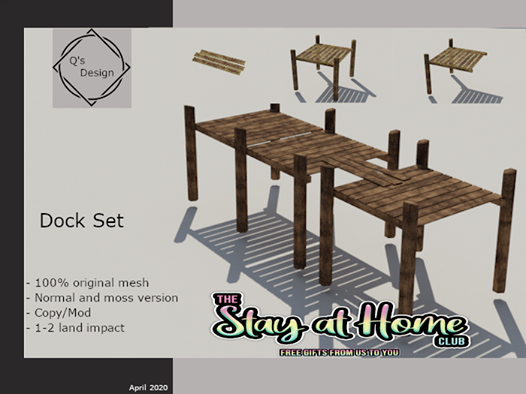 Q's
Design
Dock Set
- 100% original mesh
- Normal and moss version
- Copy/Mod
- 1-2 land impact
THE
Stay at Home
CLUB
FREE GIFTS FROM US TO YOU
April 2020